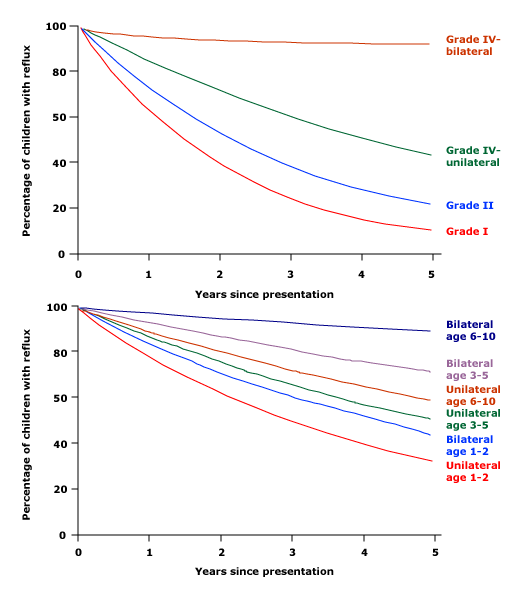 100
80
50
40
20
0
Percentage of children with reflux
0 1 2 3 4 5
Years since presentation
Grade IV-
bilateral
Grade IV-
unilateral
Grade II
Grade I
100
80
50
40
20
0
Percentage of children with reflux
0 1 2 3 4 5
Years since presentation
Bilateral
age 6-10
Bilateral
age 3-5
Unilateral
age 6-10
Unilateral
age 3-5
Bilateral
age 1-2
Unilateral
age 1-2